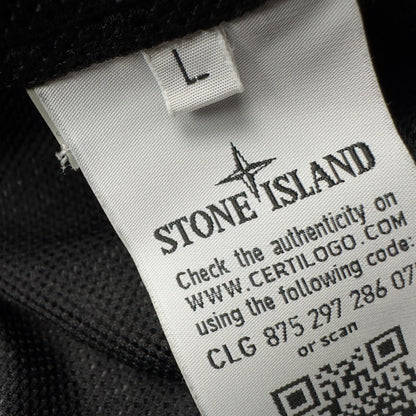 L
STONE ISLAND
Check the authenticity on
WWW.CERTILOGO.COM
using the following code:
CLG 875 297 286 07
or scan